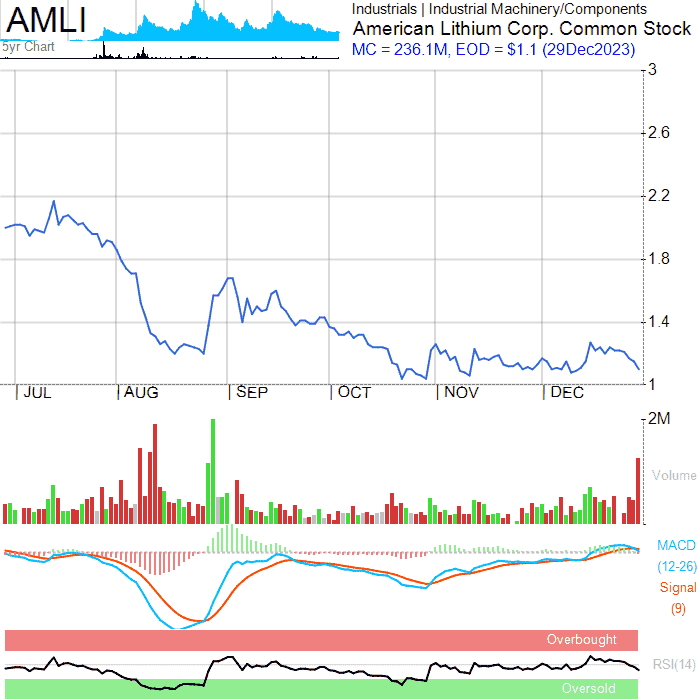 AMLI
5yr Chart
Industrials | Industrial Machinery/Components
American Lithium Corp. Common Stock
MC = 236.1M, EOD = $1.1 (29Dec2023)
3
2.6
2.2
1.8
1.4
1
JUL AUG SEP OCT NOV DEC
2M
Volume
MACD
(12-26)
Signal
(9)
Overbought
RSI(14)
Oversold